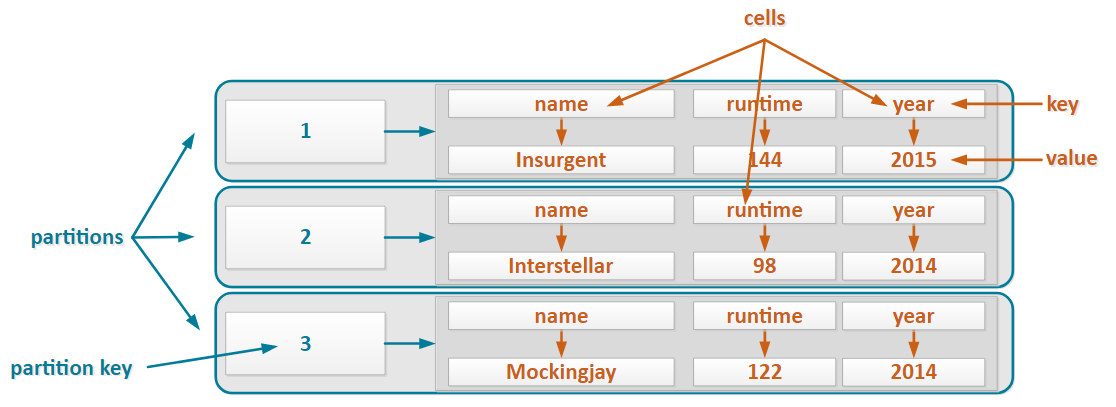 cells
name runtime year key
1
Insurgent 144 2015 value
name runtime year
partitions 2
Interstellar 98 2014
name runtime year
3
partition key
Mockingjay 122 2014